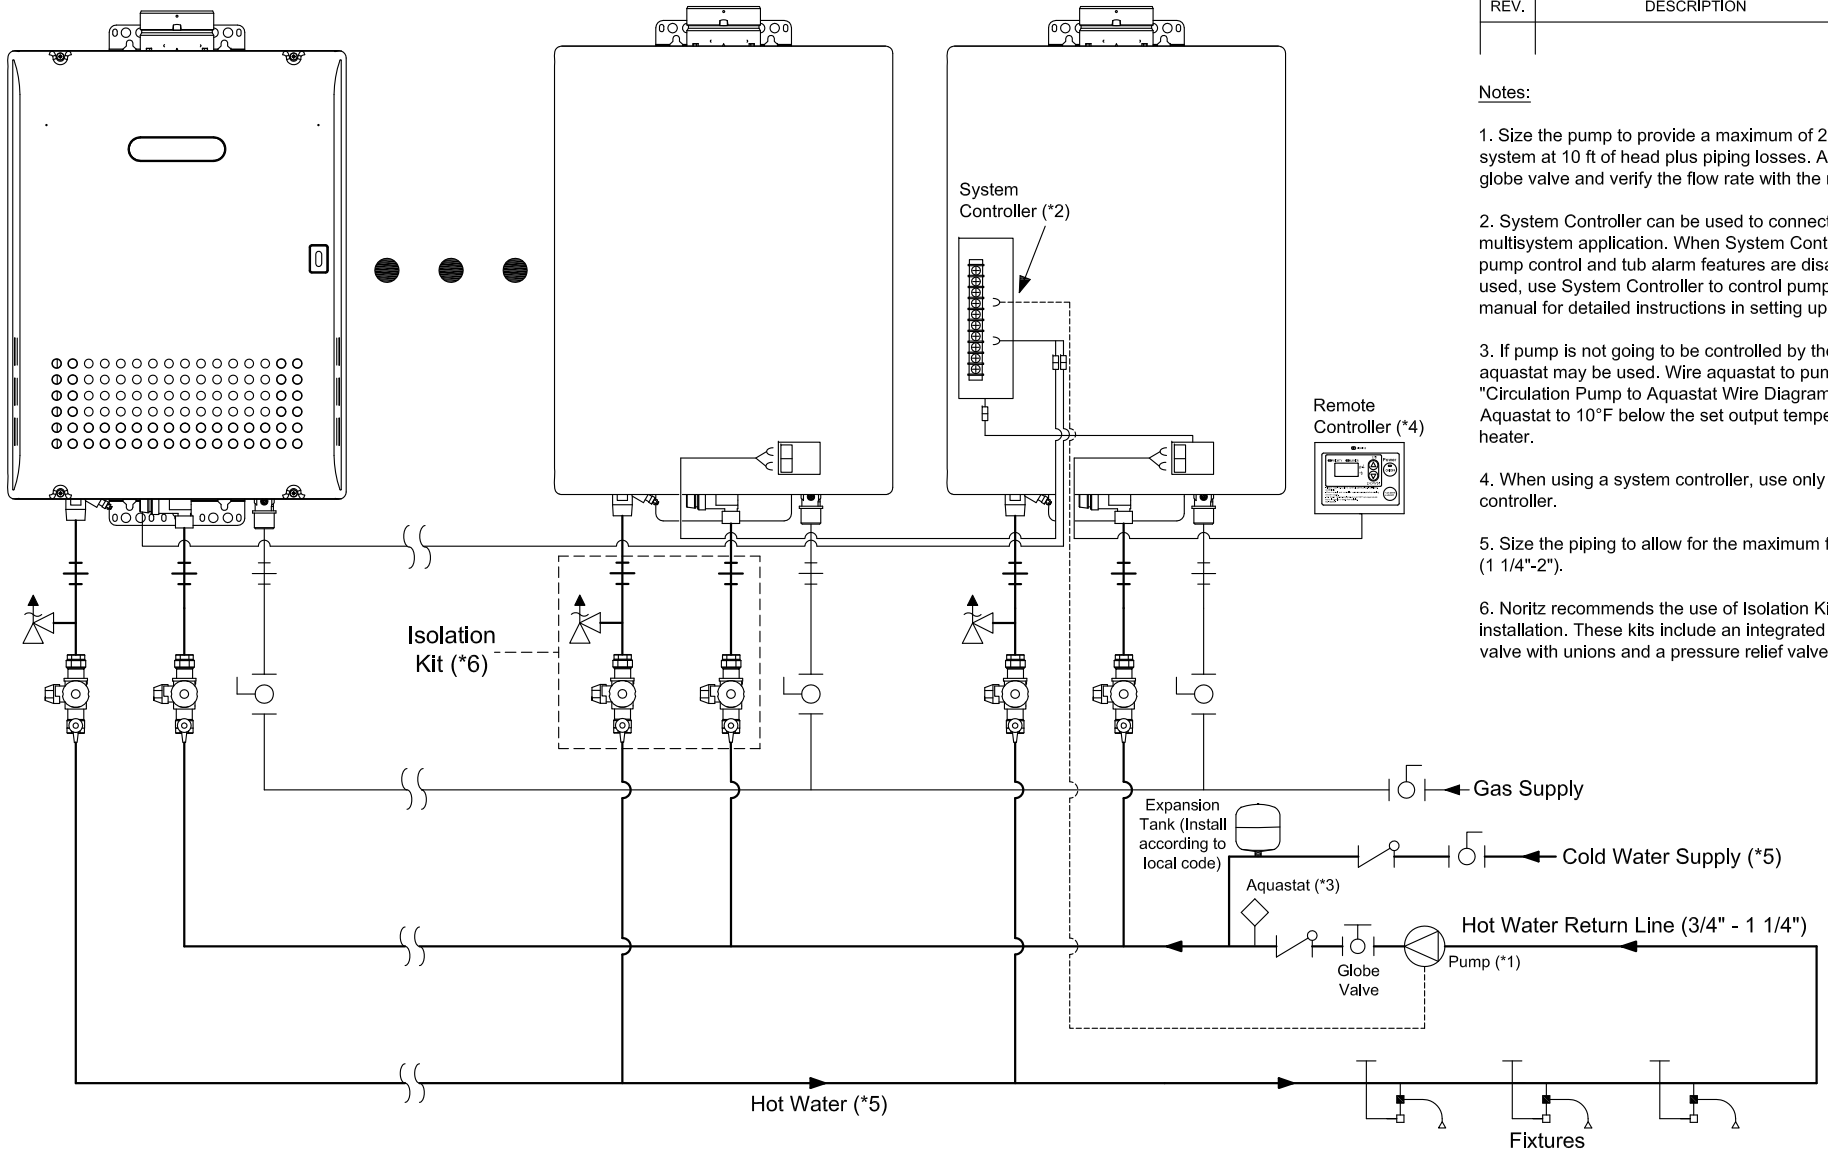 REV.
DESCRIPTION
Notes:
1. Size the pump to provide a maximum of 2
system at 10 ft of head plus piping losses. A
globe valve and verify the flow rate with the
2. System Controller can be used to connect
multisystem application. When System Cont
pump control and tub alarm features are disa
used, use System Controller to control pump
manual for detailed instructions in setting up
3. If pump is not going to be controlled by the
aquastat may be used. Wire aquastat to pum
"Circulation Pump to Aquastat Wire Diagram
Aquastat to 10°F below the set output tempe
heater.
4. When using a system controller, use only
controller.
5. Size the piping to allow for the maximum f
(1 1/4"-2").
6. Noritz recommends the use of Isolation Ki
installation. These kits include an integrated
valve with unions and a pressure relief valve
System
Controller (*2)
Remote
Controller (*4)
Isolation
Kit (*6)
Gas Supply
Expansion
Tank (Install
according to
local code)
Cold Water Supply (*5)
Aquastat (*3)
Hot Water Return Line (3/4" - 1 1/4")
Pump (*1)
Globe
Valve
Hot Water (*5)
Fixtures